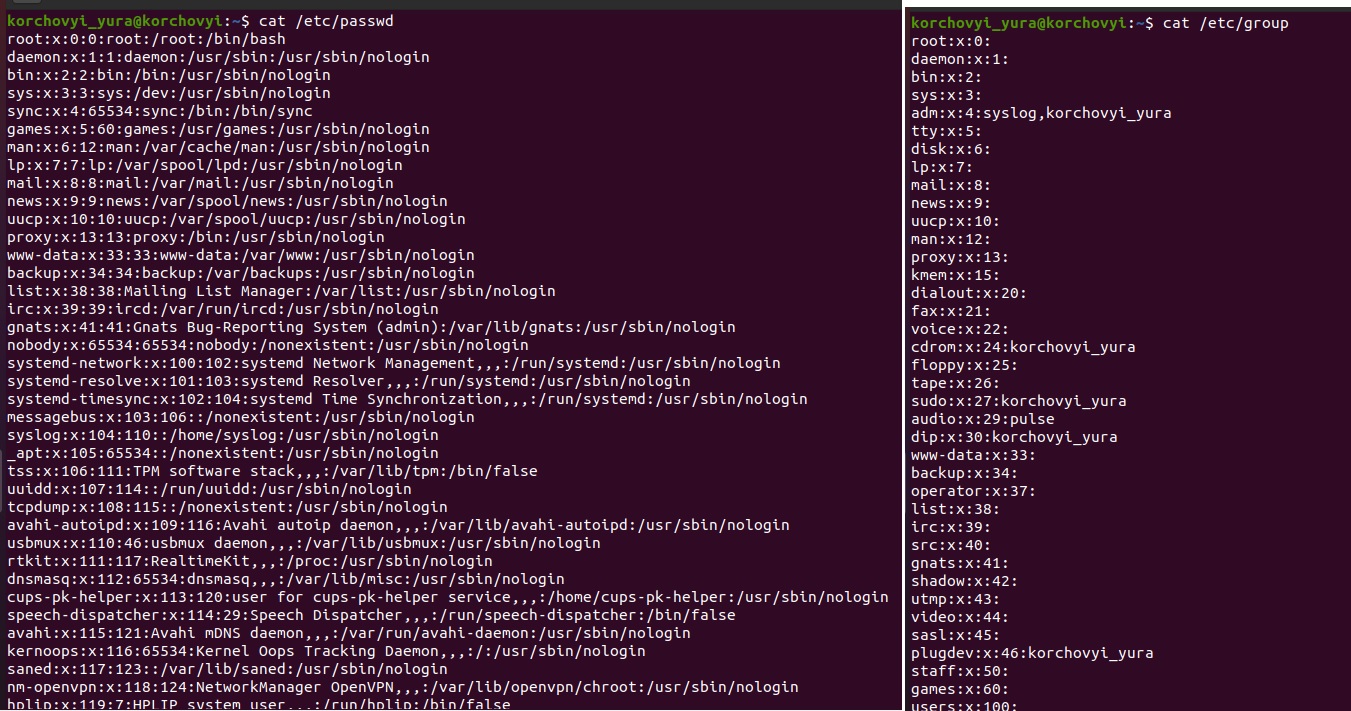 korchovyi_yura@korchovyi:~$ cat /etc/passwd
root:x:0:0:root:/root:/bin/bash
daemon:x:1:1:daemon:/usr/sbin:/usr/sbin/nologin
bin:x:2:2:bin:/bin:/usr/sbin/nologin
sys:x:3:3:sys:/dev:/usr/sbin/nologin
sync:x:4:65534:sync:/bin:/bin/sync
games:x:5:60:games:/usr/games:/usr/sbin/nologin
man:x:6:12:man:/var/cache/man:/usr/sbin/nologin
lp:x:7:7:lp:/var/spool/lpd:/usr/sbin/nologin
mail:x:8:8:mail:/var/mail:/usr/sbin/nologin
news:x:9:9:news:/var/spool/news:/usr/sbin/nologin
uucp:x:10:10:uucp:/var/spool/uucp:/usr/sbin/nologin
proxy:x:13:13:proxy:/bin:/usr/sbin/nologin
www-data:x:33:33:www-data:/var/www:/usr/sbin/nologin
backup:x:34:34:backup:/var/backups:/usr/sbin/nologin
list:x:38:38:Mailing List Manager:/var/list:/usr/sbin/nologin
irc:x:39:39:ircd:/var/run/ircd:/usr/sbin/nologin
gnats:x:41:41:Gnats Bug-Reporting System (admin):/var/lib/gnats:/usr/sbin/nologin
nobody:x:65534:65534:nobody:/nonexistent:/usr/sbin/nologin
systemd-network:x:100:102:systemd Network Management,,,:/run/systemd:/usr/sbin/nologin
systemd-resolve:x:101:103:systemd Resolver,,,:/run/systemd:/usr/sbin/nologin
systemd-timesync:x:102:104:systemd Time Synchronization,,,:/run/systemd:/usr/sbin/nologin
messagebus:x:103:106::/nonexistent:/usr/sbin/nologin
syslog:x:104:110::/home/syslog:/usr/sbin/nologin
_apt:x:105:65534::/nonexistent:/usr/sbin/nologin
tss:x:106:111:TPM software stack,,,:/var/lib/tpm:/bin/false
uuidd:x:107:114::/run/uuidd:/usr/sbin/nologin
tcpdump:x:108:115::/nonexistent:/usr/sbin/nologin
avahi-autoipd:x:109:116:Avahi autoip daemon,,,:/var/lib/avahi-autoipd:/usr/sbin/nologin
usbmux:x:110:46:usbmux daemon,,,:/var/lib/usbmux:/usr/sbin/nologin
rtkit:x:111:117:RealtimeKit,,,:/proc:/usr/sbin/nologin
dnsmasq:x:112:65534:dnsmasq,,,:/var/lib/misc:/usr/sbin/nologin
cups-pk-helper:x:113:120:user for cups-pk-helper service,,,:/home/cups-pk-helper:/usr/sbin/nologin
speech-dispatcher:x:114:29:Speech Dispatcher,,,:/run/speech-dispatcher:/bin/false
avahi:x:115:121:Avahi mDNS daemon,,,:/var/run/avahi-daemon:/usr/sbin/nologin
kernoops:x:116:65534:Kernel Oops Tracking Daemon,,,:/:/usr/sbin/nologin
saned:x:117:123::/var/lib/saned:/usr/sbin/nologin
nm-openvpn:x:118:124:NetworkManager OpenVPN,,,:/var/lib/openvpn/chroot:/usr/sbin/nologin
hplip:x:119:7:HPLIP system user,,,:/run/hplip:/bin/false
korchovyi_yura@korchovyi:~$ cat /etc/group
root:x:0:
daemon:x:1:
bin:x:2:
sys:x:3:
adm:x:4:syslog,korchovyi_yura
tty:x:5:
disk:x:6:
lp:x:7:
mail:x:8:
news:x:9:
uucp:x:10:
man:x:12:
proxy:x:13:
kmem:x:15:
dialout:x:20:
fax:x:21:
voice:x:22:
cdrom:x:24:korchovyi_yura
floppy:x:25:
tape:x:26:
sudo:x:27:korchovyi_yura
audio:x:29:pulse
dip:x:30:korchovyi_yura
www-data:x:33:
backup:x:34:
operator:x:37:
list:x:38:
irc:x:39:
src:x:40:
gnats:x:41:
shadow:x:42:
utmp:x:43:
video:x:44:
sasl:x:45:
plugdev:x:46:korchovyi_yura
staff:x:50:
games:x:60:
users:x:100: